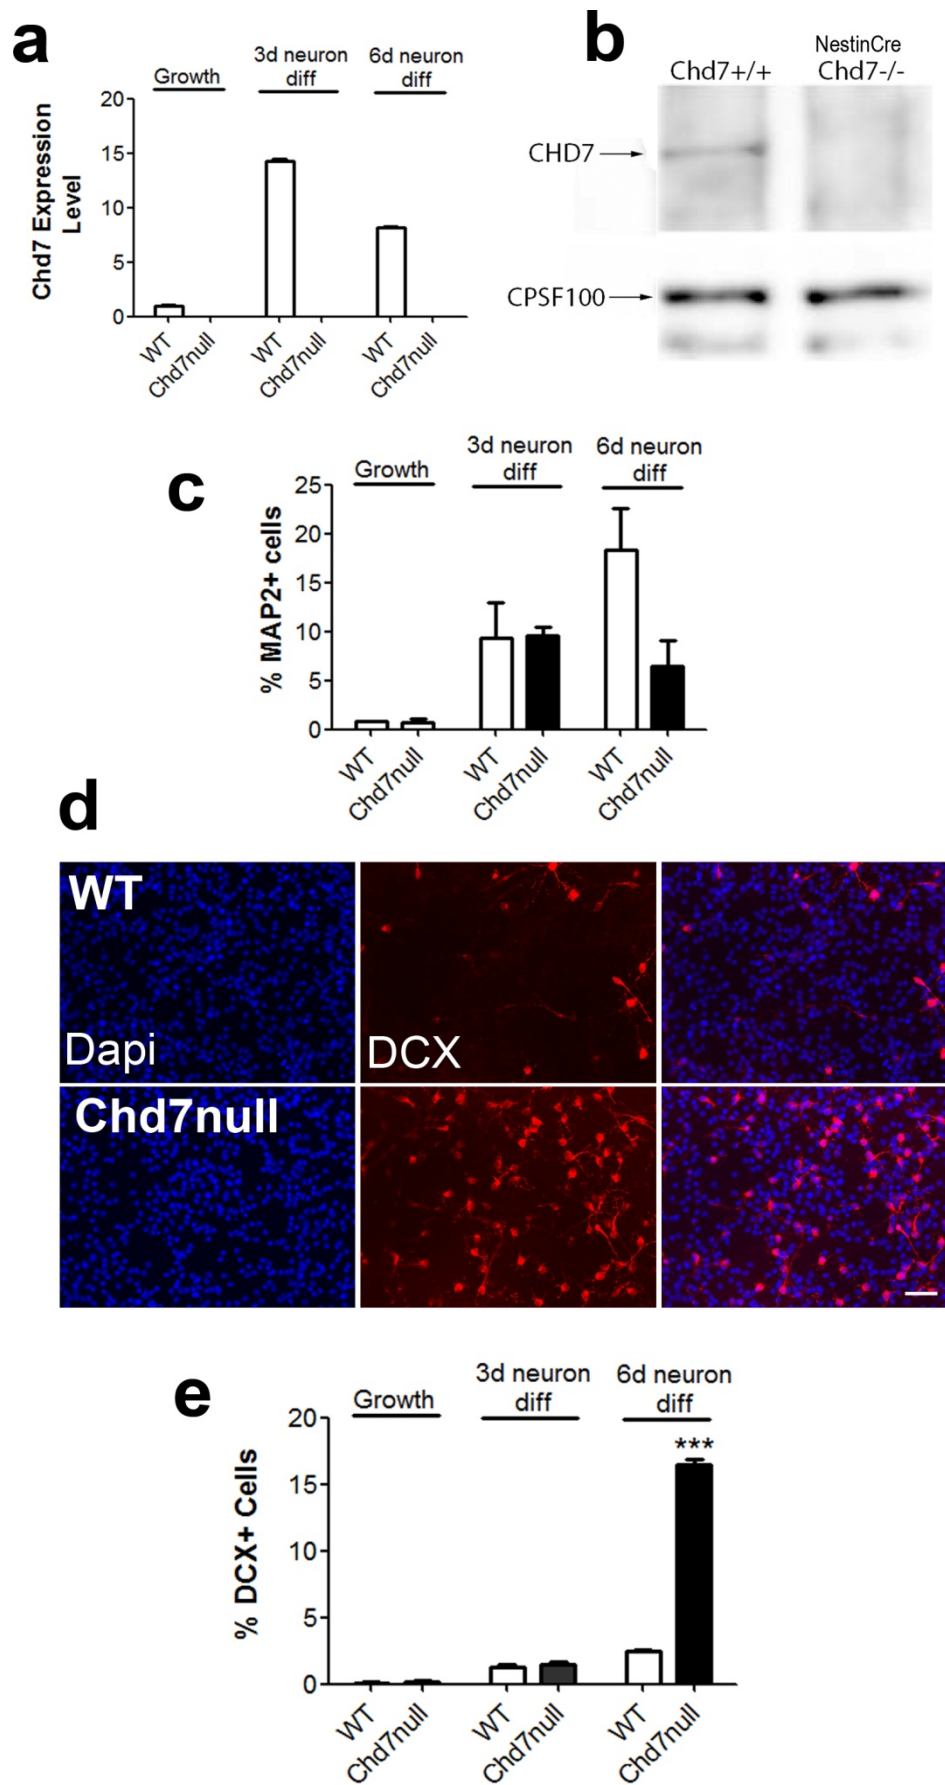 a
Growth
3d neuron
diff
6d neuron
diff
Chd7 Expression
Level
20
15
10
5
0
WT
Chd7null
WT
Chd7null
WT
Chd7null
b
NestinCre
Chd7+/+
Chd7-/-
CHD7
CPSF100
c
Growth
3d neuron
diff
6d neuron
diff
% MAP2+ cells
25
20
15
10
5
0
WT
Chd7null
WT
Chd7null
WT
Chd7null
d
WT
Dapi
DCX
Chd7null
e
Growth
3d neuron
diff
6d neuron
diff
% DCX+ Cells
20
15
10
5
0
***
WT
Chd7null
WT
Chd7null
WT
Chd7null